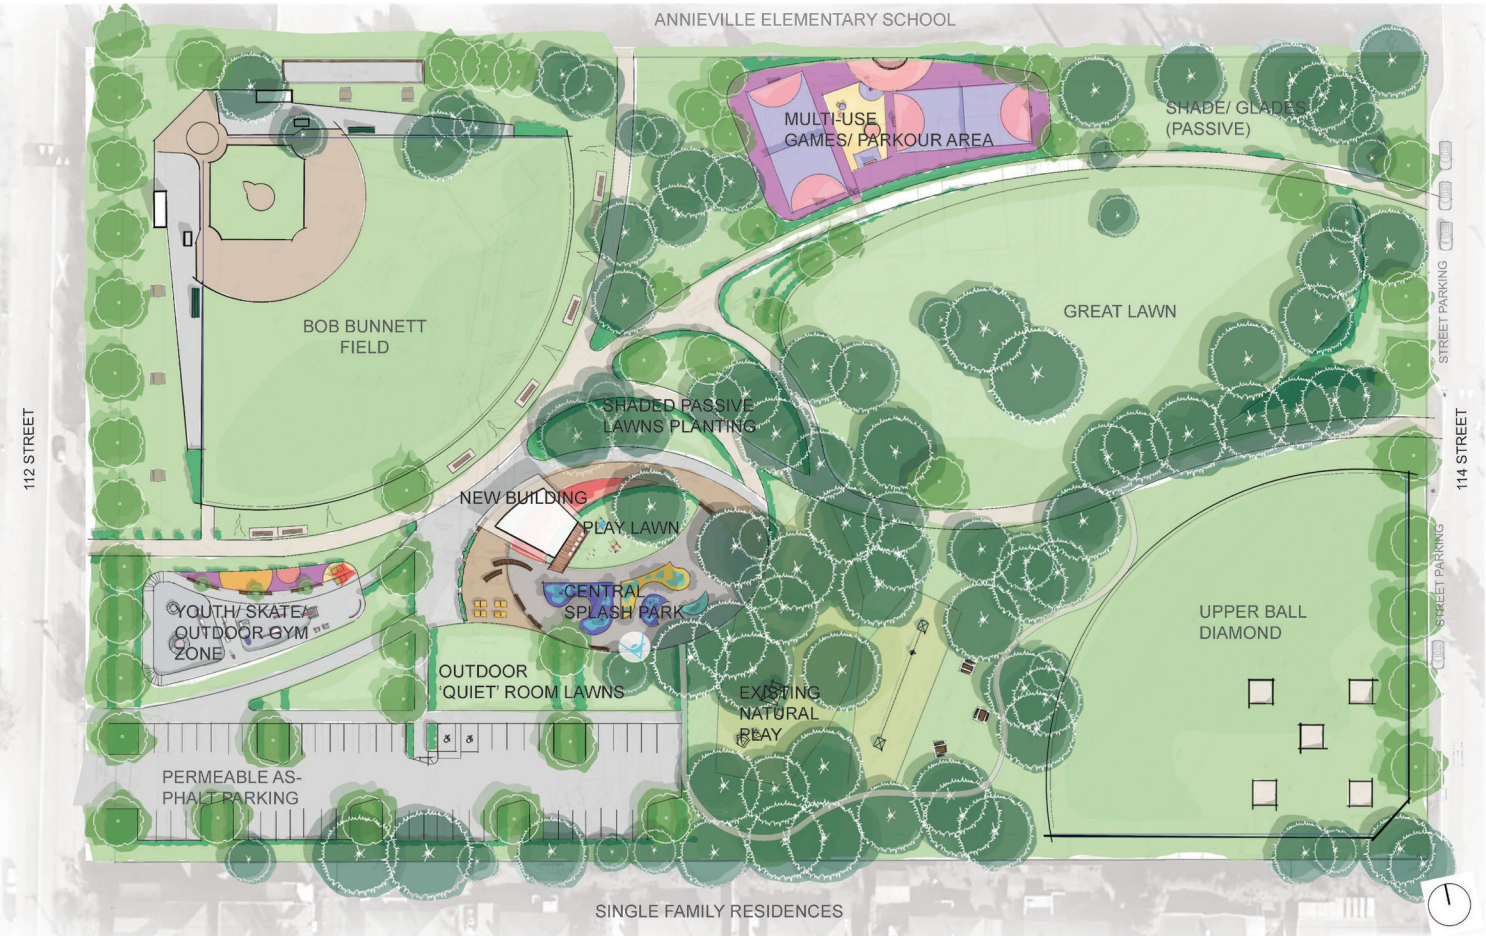 ANNIEVILLE ELEMENTARY SCHOOL
SHADE/ GLADES
(PASSIVE)
MULTI-USE
GAMES/ PARKOUR AREA
STREET PARKING
GREAT LAWN
BOB BUNNETT
FIELD
SHADED PASSIVE
LAWNS PLANTING
112 STREET
114 STREET
NEW BUILDING
PLAY LAWN
STREET PARKING
CENTRAL
SPLASH PARK
YOUTH/ SKATE/
OUTDOOR GYM
ZONE
UPPER BALL
DIAMOND
OUTDOOR
'QUIET' ROOM LAWNS
EXISTING
NATURAL
PLAY
PERMEABLE AS-
PHALT PARKING
SINGLE FAMILY RESIDENCES